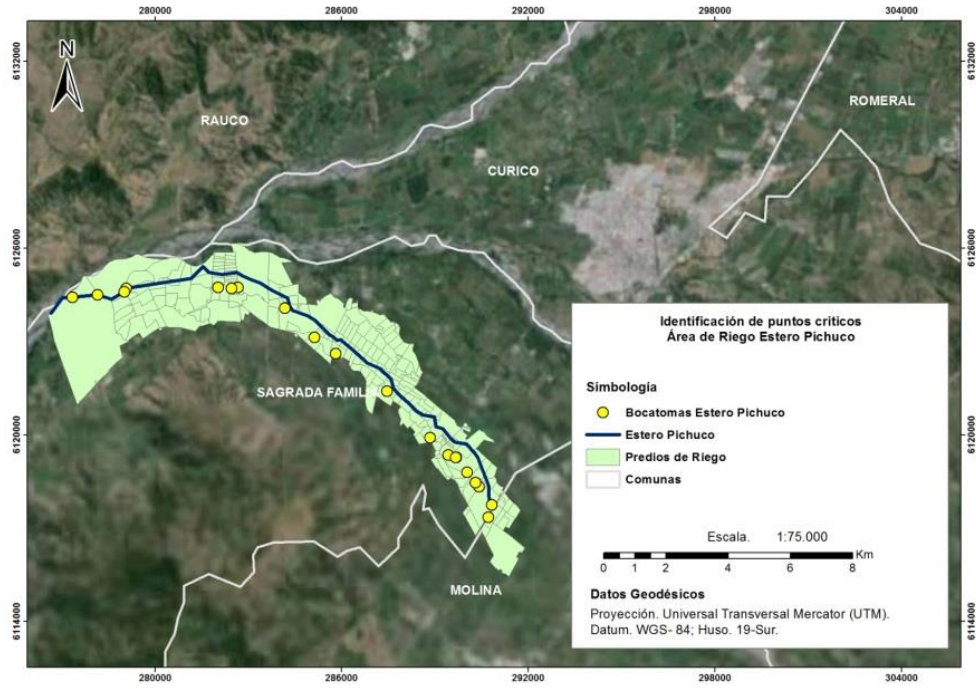 280000 286000 292000 298000 304000
6132000 6132000
N
RAUCO
ROMERAL
CURICO
6126000 6126000
SAGRADA FAMILI
6120000 6120000
MOLINA
6114000 6114000
Identificación de puntos criticos
Área de Riego Estero Pichuco
Simbología
Bocatomas Estero Pichuco
Estero Pichuco
Predios de Riego
Comunas
Escala. 1:75.000
0 1 2 4 6 8 Km
Datos Geodésicos
Proyección. Universal Transversal Mercator (UTM).
Datum. WGS- 84; Huso. 19-Sur.
280000 286000 292000 298000 304000